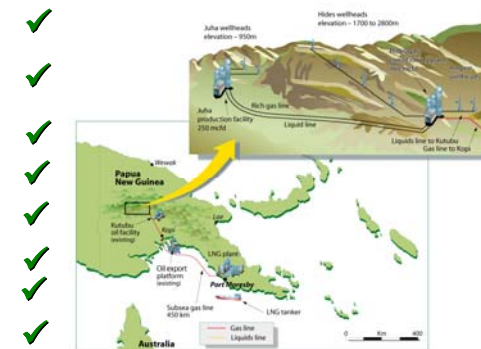 Juha wellheads
elevation – 950m
Hides wellheads
elevation – 1700 to 2800m
Juha
production facility
250 mcfd
Rich gas line
Liquid line
Liquids line to Kutubu
Gas line to Kopi
Wewak
Papua
New Guinea
Lae
Kutubu
oil facility
(existing)
Kopi
Oil export
platform
(existing)
LNG plant
Port Moresby
Subsea gas line
450 km
LNG tanker
Gas line
Liquids line
0 Km 400
Australia